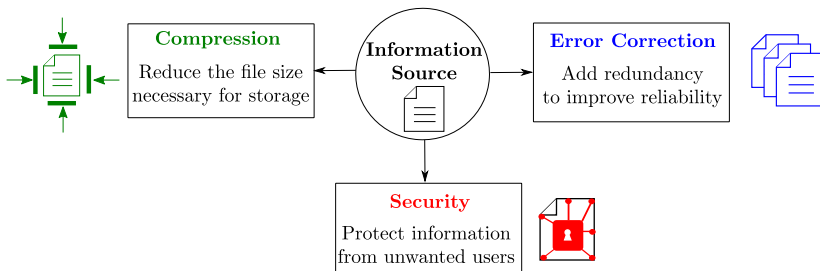 Compression
Reduce the file size
necessary for storage
Information
Source
Error Correction
Add redundancy
to improve reliability
Security
Protect information
from unwanted users